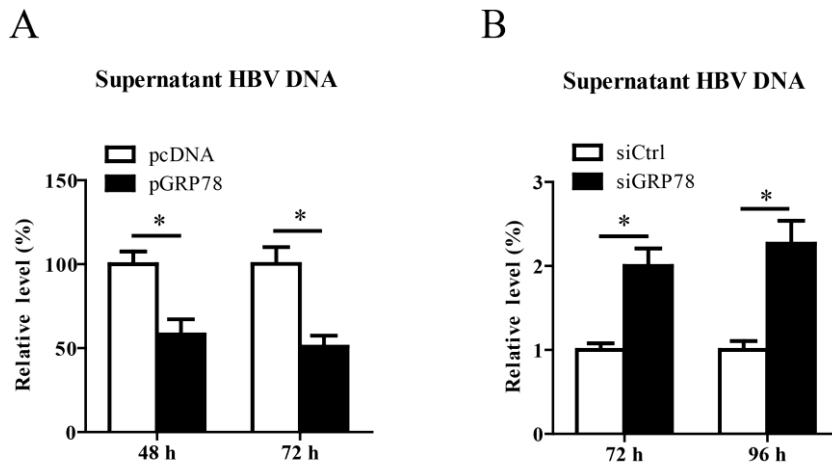 A
Supernatant HBV DNA
pcDNA
pGRP78
Relative level (%)
150
100
50
0
*
*
48 h
72 h
B
Supernatant HBV DNA
siCtrl
siGRP78
Relative level (%)
3
2
1
0
*
*
72 h
96 h